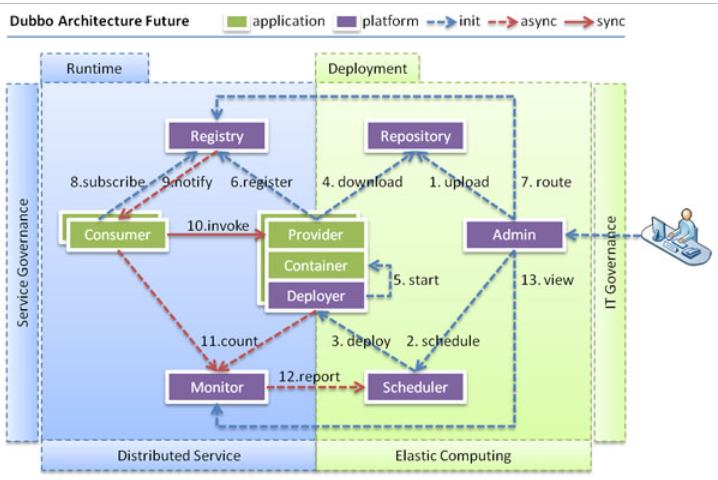 Dubbo Architecture Future
application
platform
init
async
sync
Runtime
Deployment
Service Governance
IT Governance
Registry
Repository
8.subscribe
9.notify
6.register
4. download
1. upload
7. route
Consumer
10.invoke
Provider
Admin
Container
5. start
13. view
Deployer
11.count
3. deploy
2. schedule
Monitor
12.report
Scheduler
Distributed Service
Elastic Computing